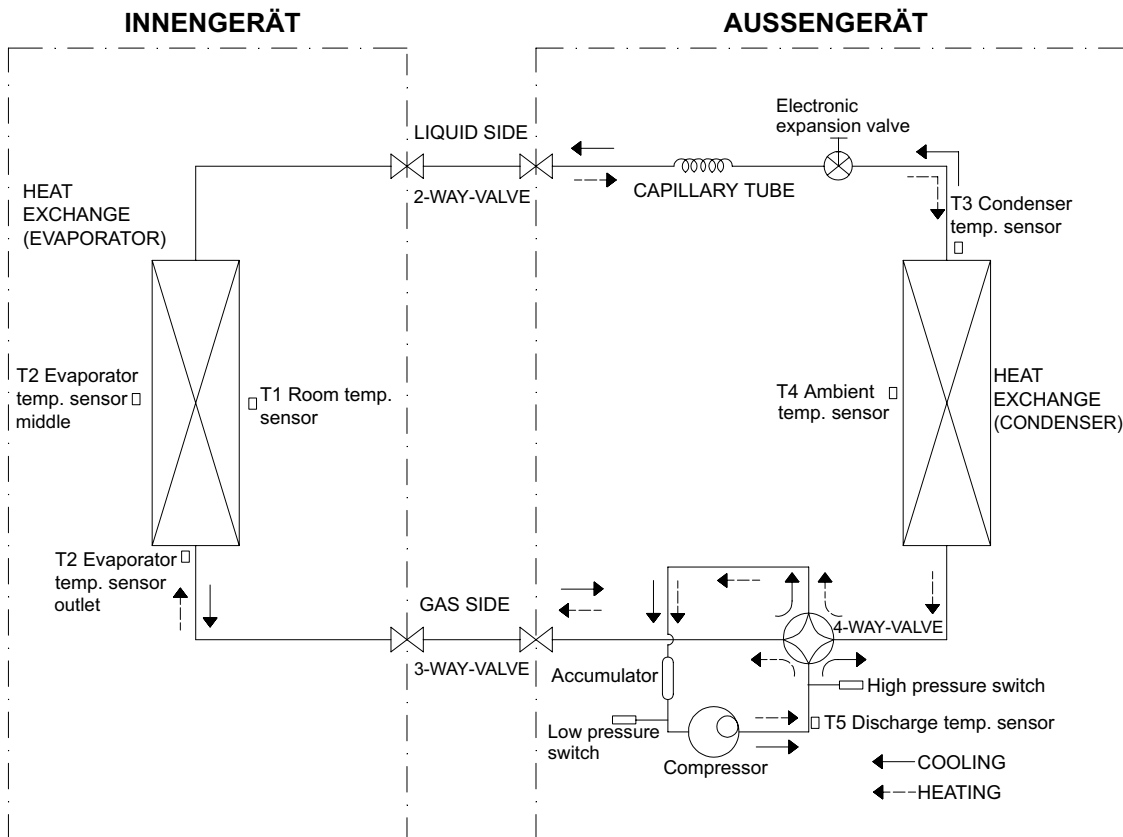 INNENGERÄT
AUSSENGERÄT
Electronic
expansion valve
LIQUID SIDE
2-WAY-VALVE
CAPILLARY TUBE
HEAT
EXCHANGE
(EVAPORATOR)
T3 Condenser
temp. sensor
T2 Evaporator
temp. sensor
middle
T1 Room temp.
sensor
T4 Ambient
temp. sensor
HEAT
EXCHANGE
(CONDENSER)
T2 Evaporator
temp. sensor
outlet
GAS SIDE
3-WAY-VALVE
4-WAY-VALVE
Accumulator
High pressure switch
Low pressure
switch
T5 Discharge temp. sensor
Compressor
COOLING
HEATING